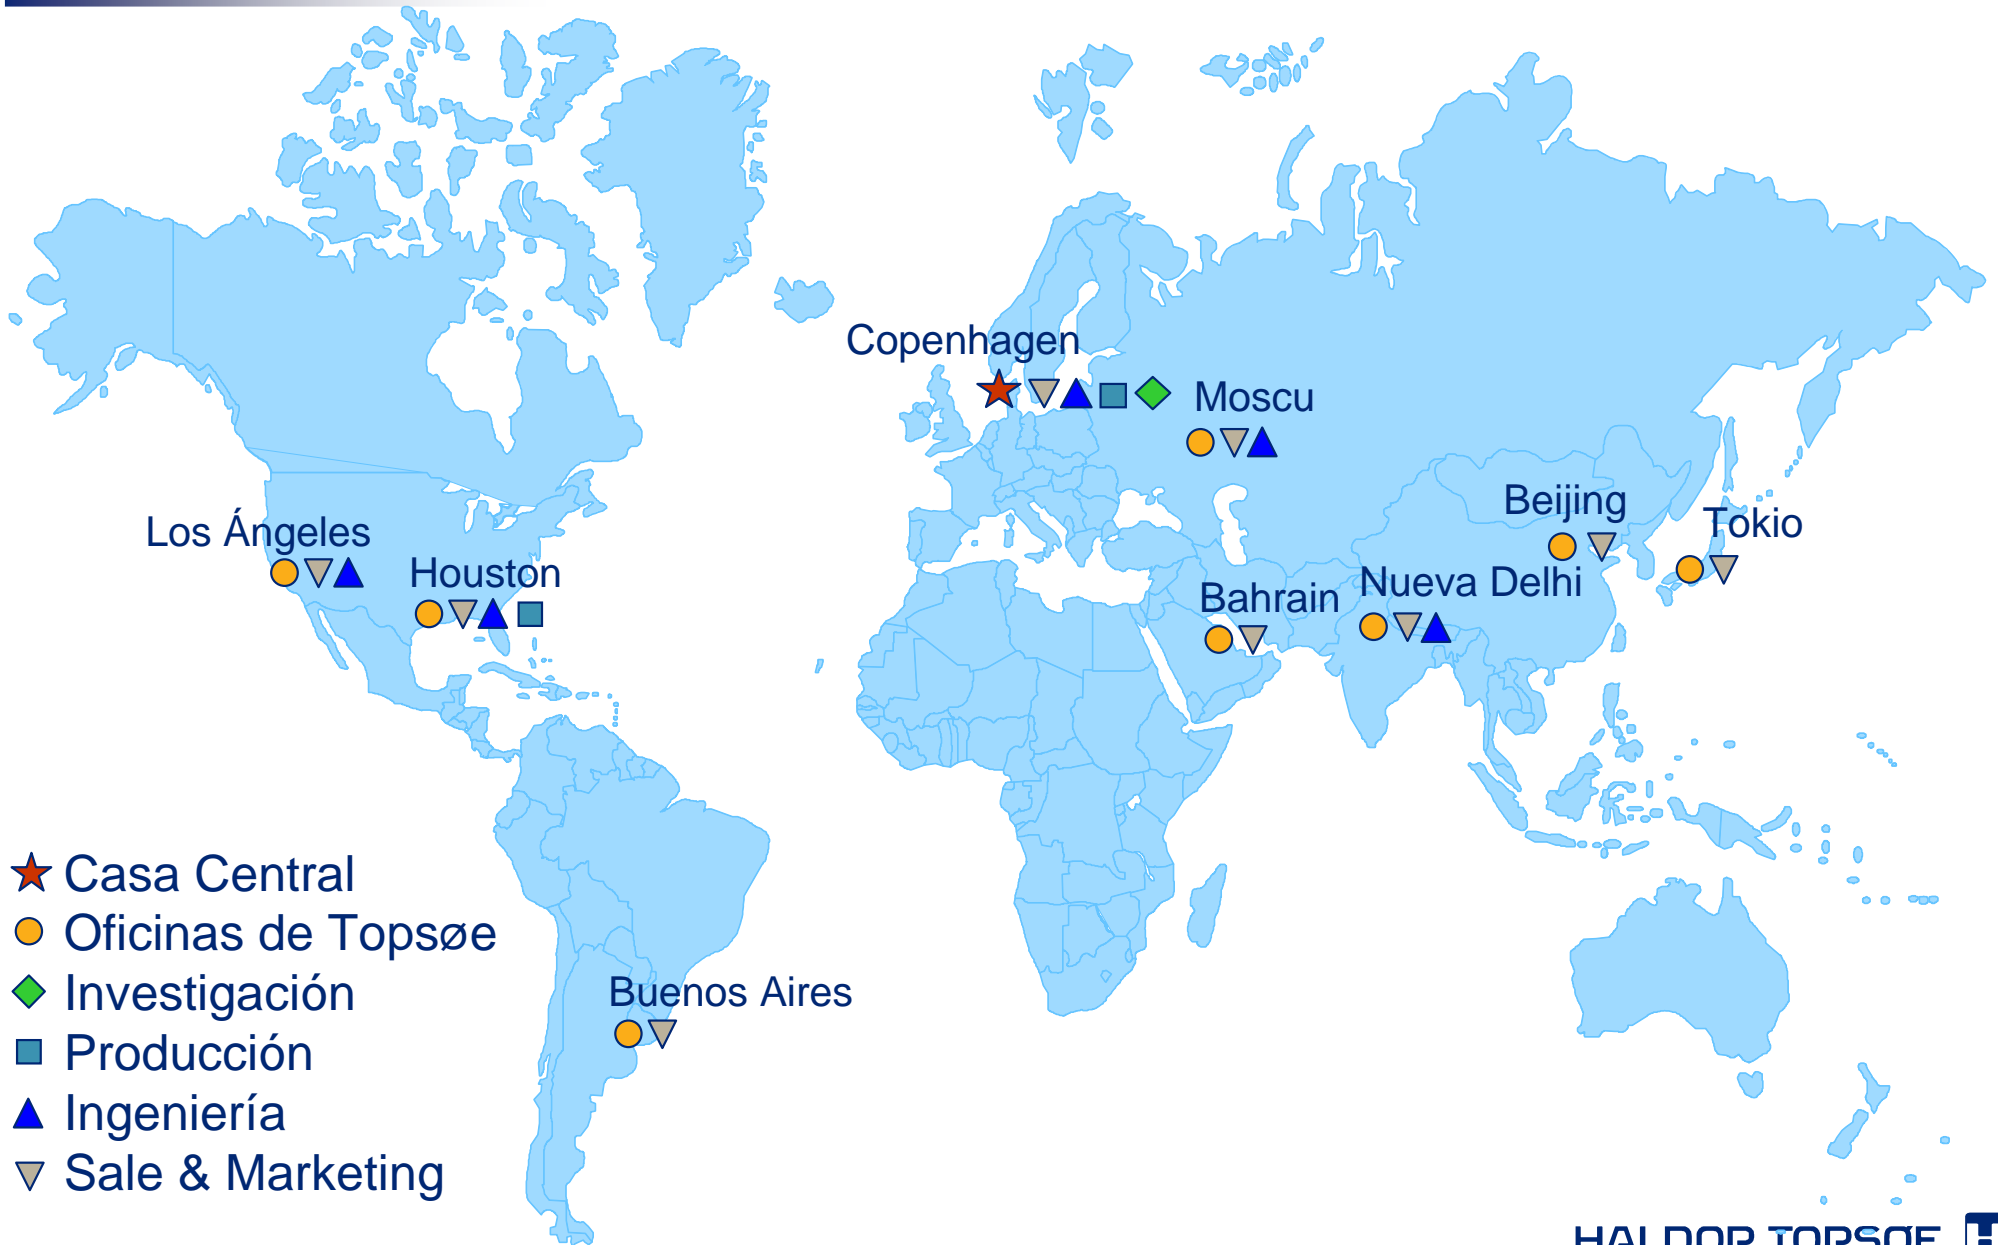 Copenhagen
Moscu
Beijing
Tokio
Los Ángeles
Houston
Nueva Delhi
Bahrain
Buenos Aires
Casa Central
Oficinas de Topsøe
Investigación
Producción
Ingeniería
Sale & Marketing
HALDOR TOPSØE